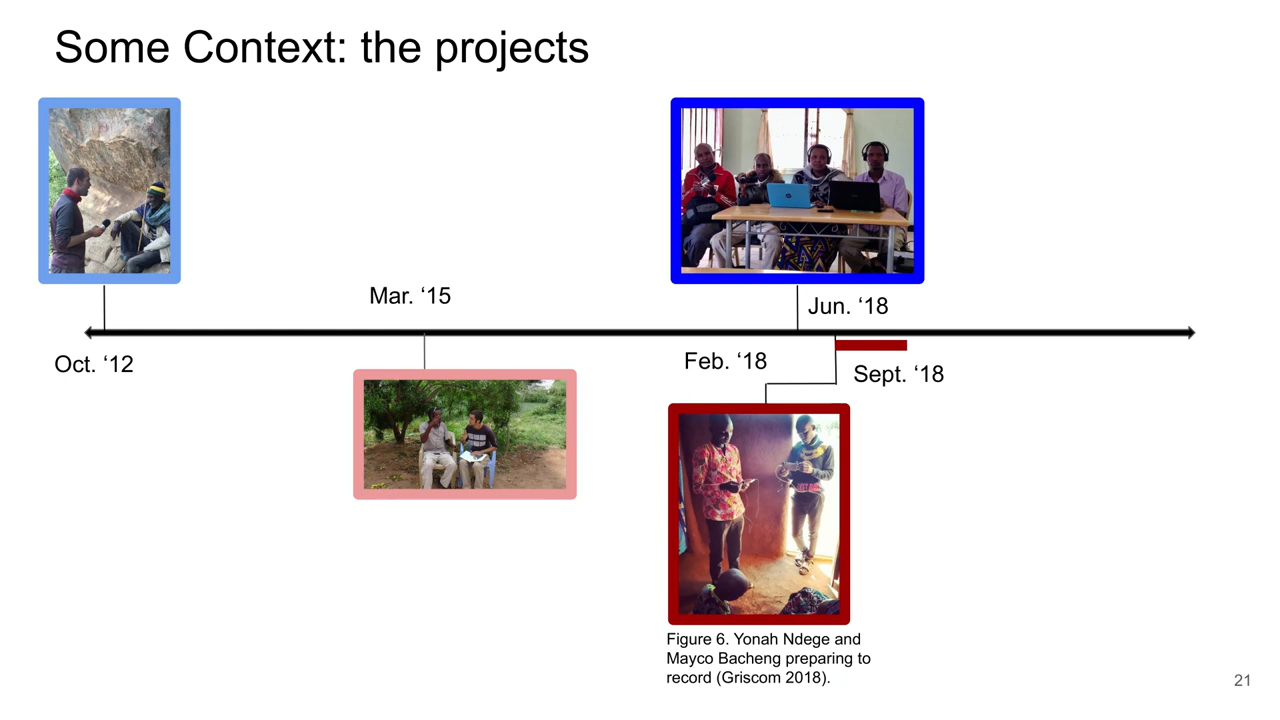 Some Context: the projects
Mar. ‘15
Jun. ‘18
Oct. ‘12
Feb. ‘18
Sept. ‘18
Figure 6. Yonah Ndege and
Mayco Bacheng preparing to
record (Griscom 2018).
21